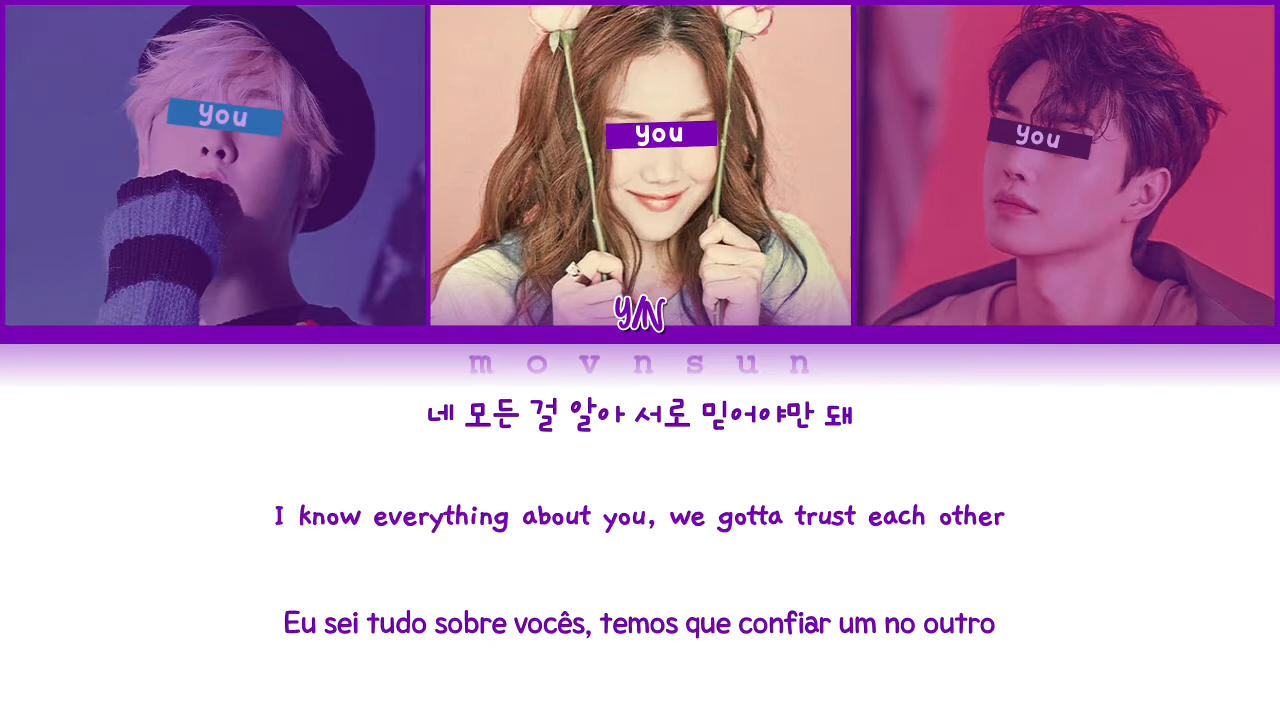 you
you
you
Y/N
movnsun
네 모든 걸 알아 서로 믿어야만 돼
I know everything about you, we gotta trust each other
Eu sei tudo sobre vocês, temos que confiar um no outro